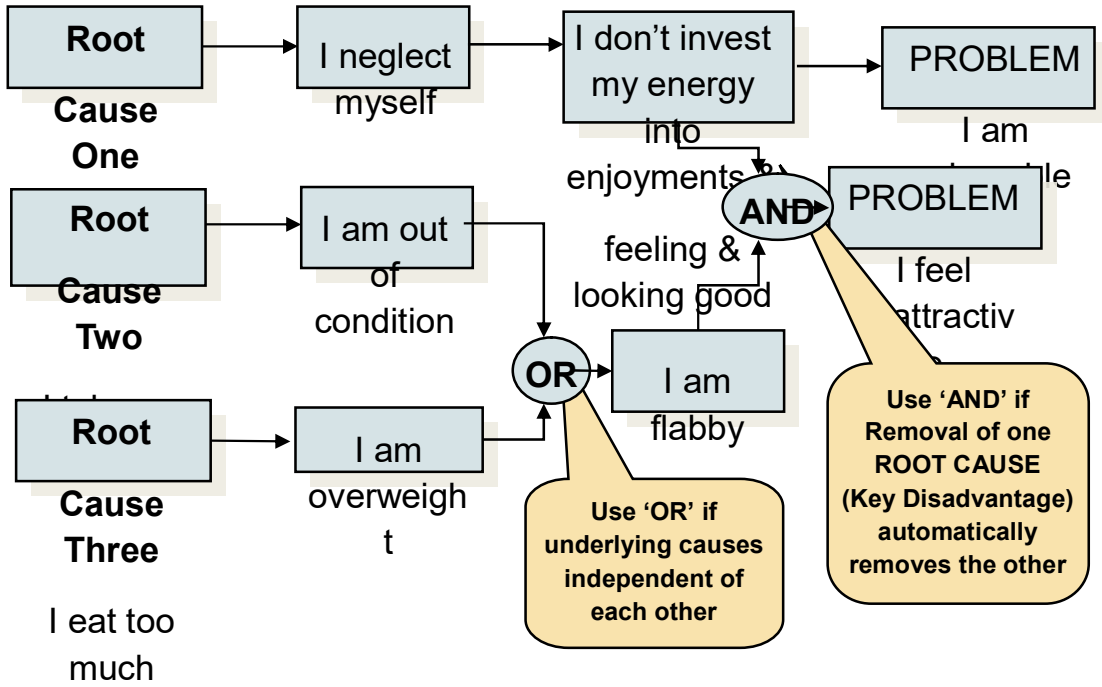 Root
Cause
One
I neglect
myself
I don’t invest
my energy
into
enjoyments &
feeling &
looking good
PROBLEM
I am
Root
Cause
Two
I am out
of
condition
AND
PROBLEM
I feel
Root
Cause
Three
I eat too
much
I am
overweigh
t
OR
I am
flabby
Use ‘OR’ if
underlying causes
independent of
each other
Use ‘AND’ if
Removal of one
ROOT CAUSE
(Key Disadvantage)
automatically
removes the other